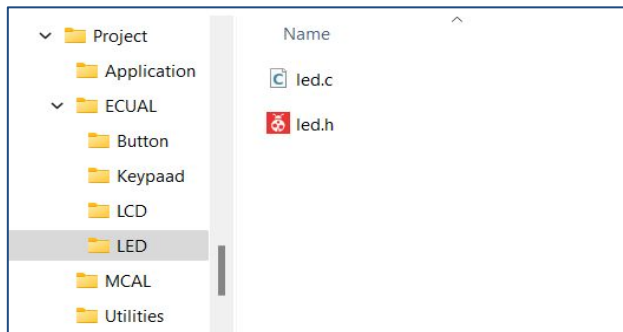 Project
Application
ECUAL
Button
Keypaad
LCD
LED
MCAL
Utilities
Name
C led.c
led.h